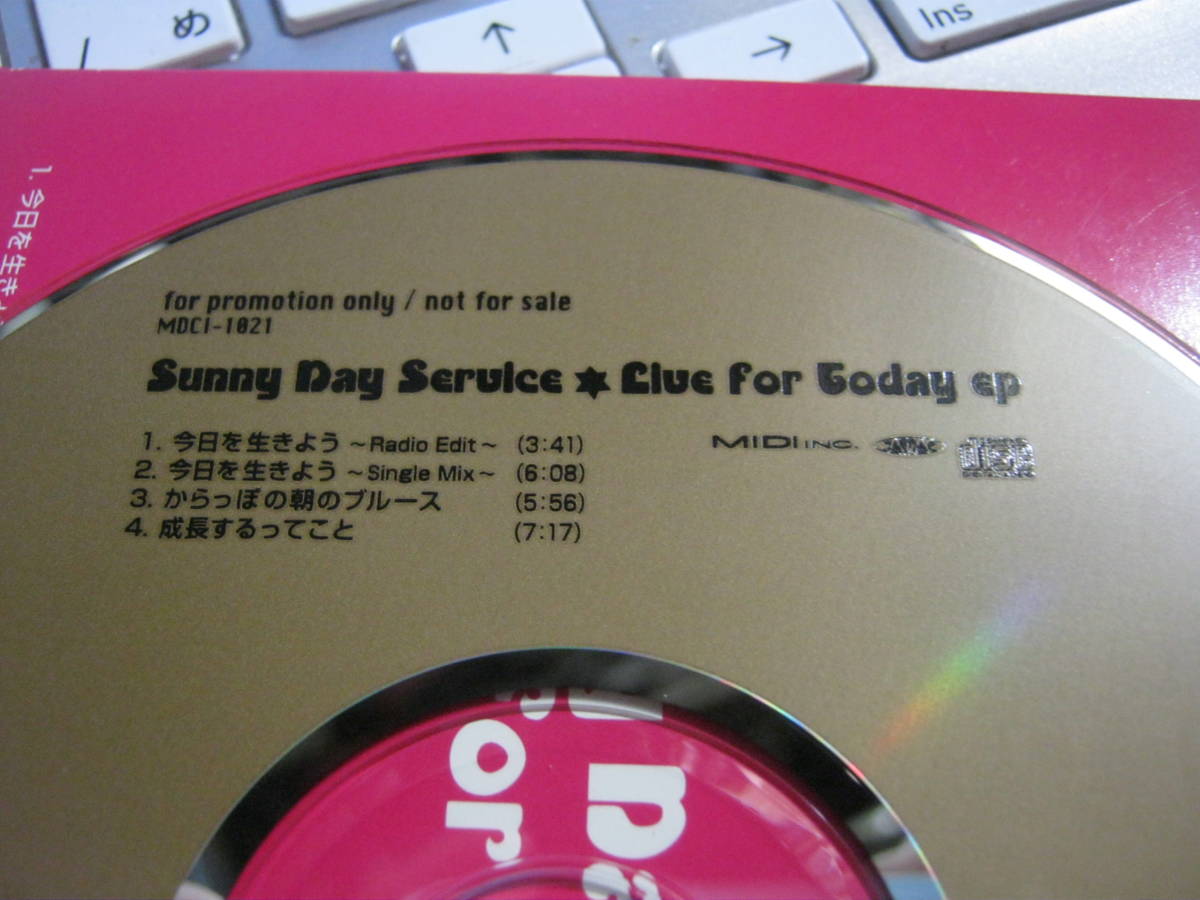 め
/
↑
→
Ins
1. 今日を生き
for promotion only / not for sale
MDCI-1021
Sunny Day Service ★ Live for Today ep
1. 今日を生きよう ～Radio Edit～ (3:41)
2. 今日を生きよう ～Single Mix～ (6:08)
3. からっぽの朝のブルース (5:56)
4. 成長するってこと (7:17)
MIDI INC.
for
Da